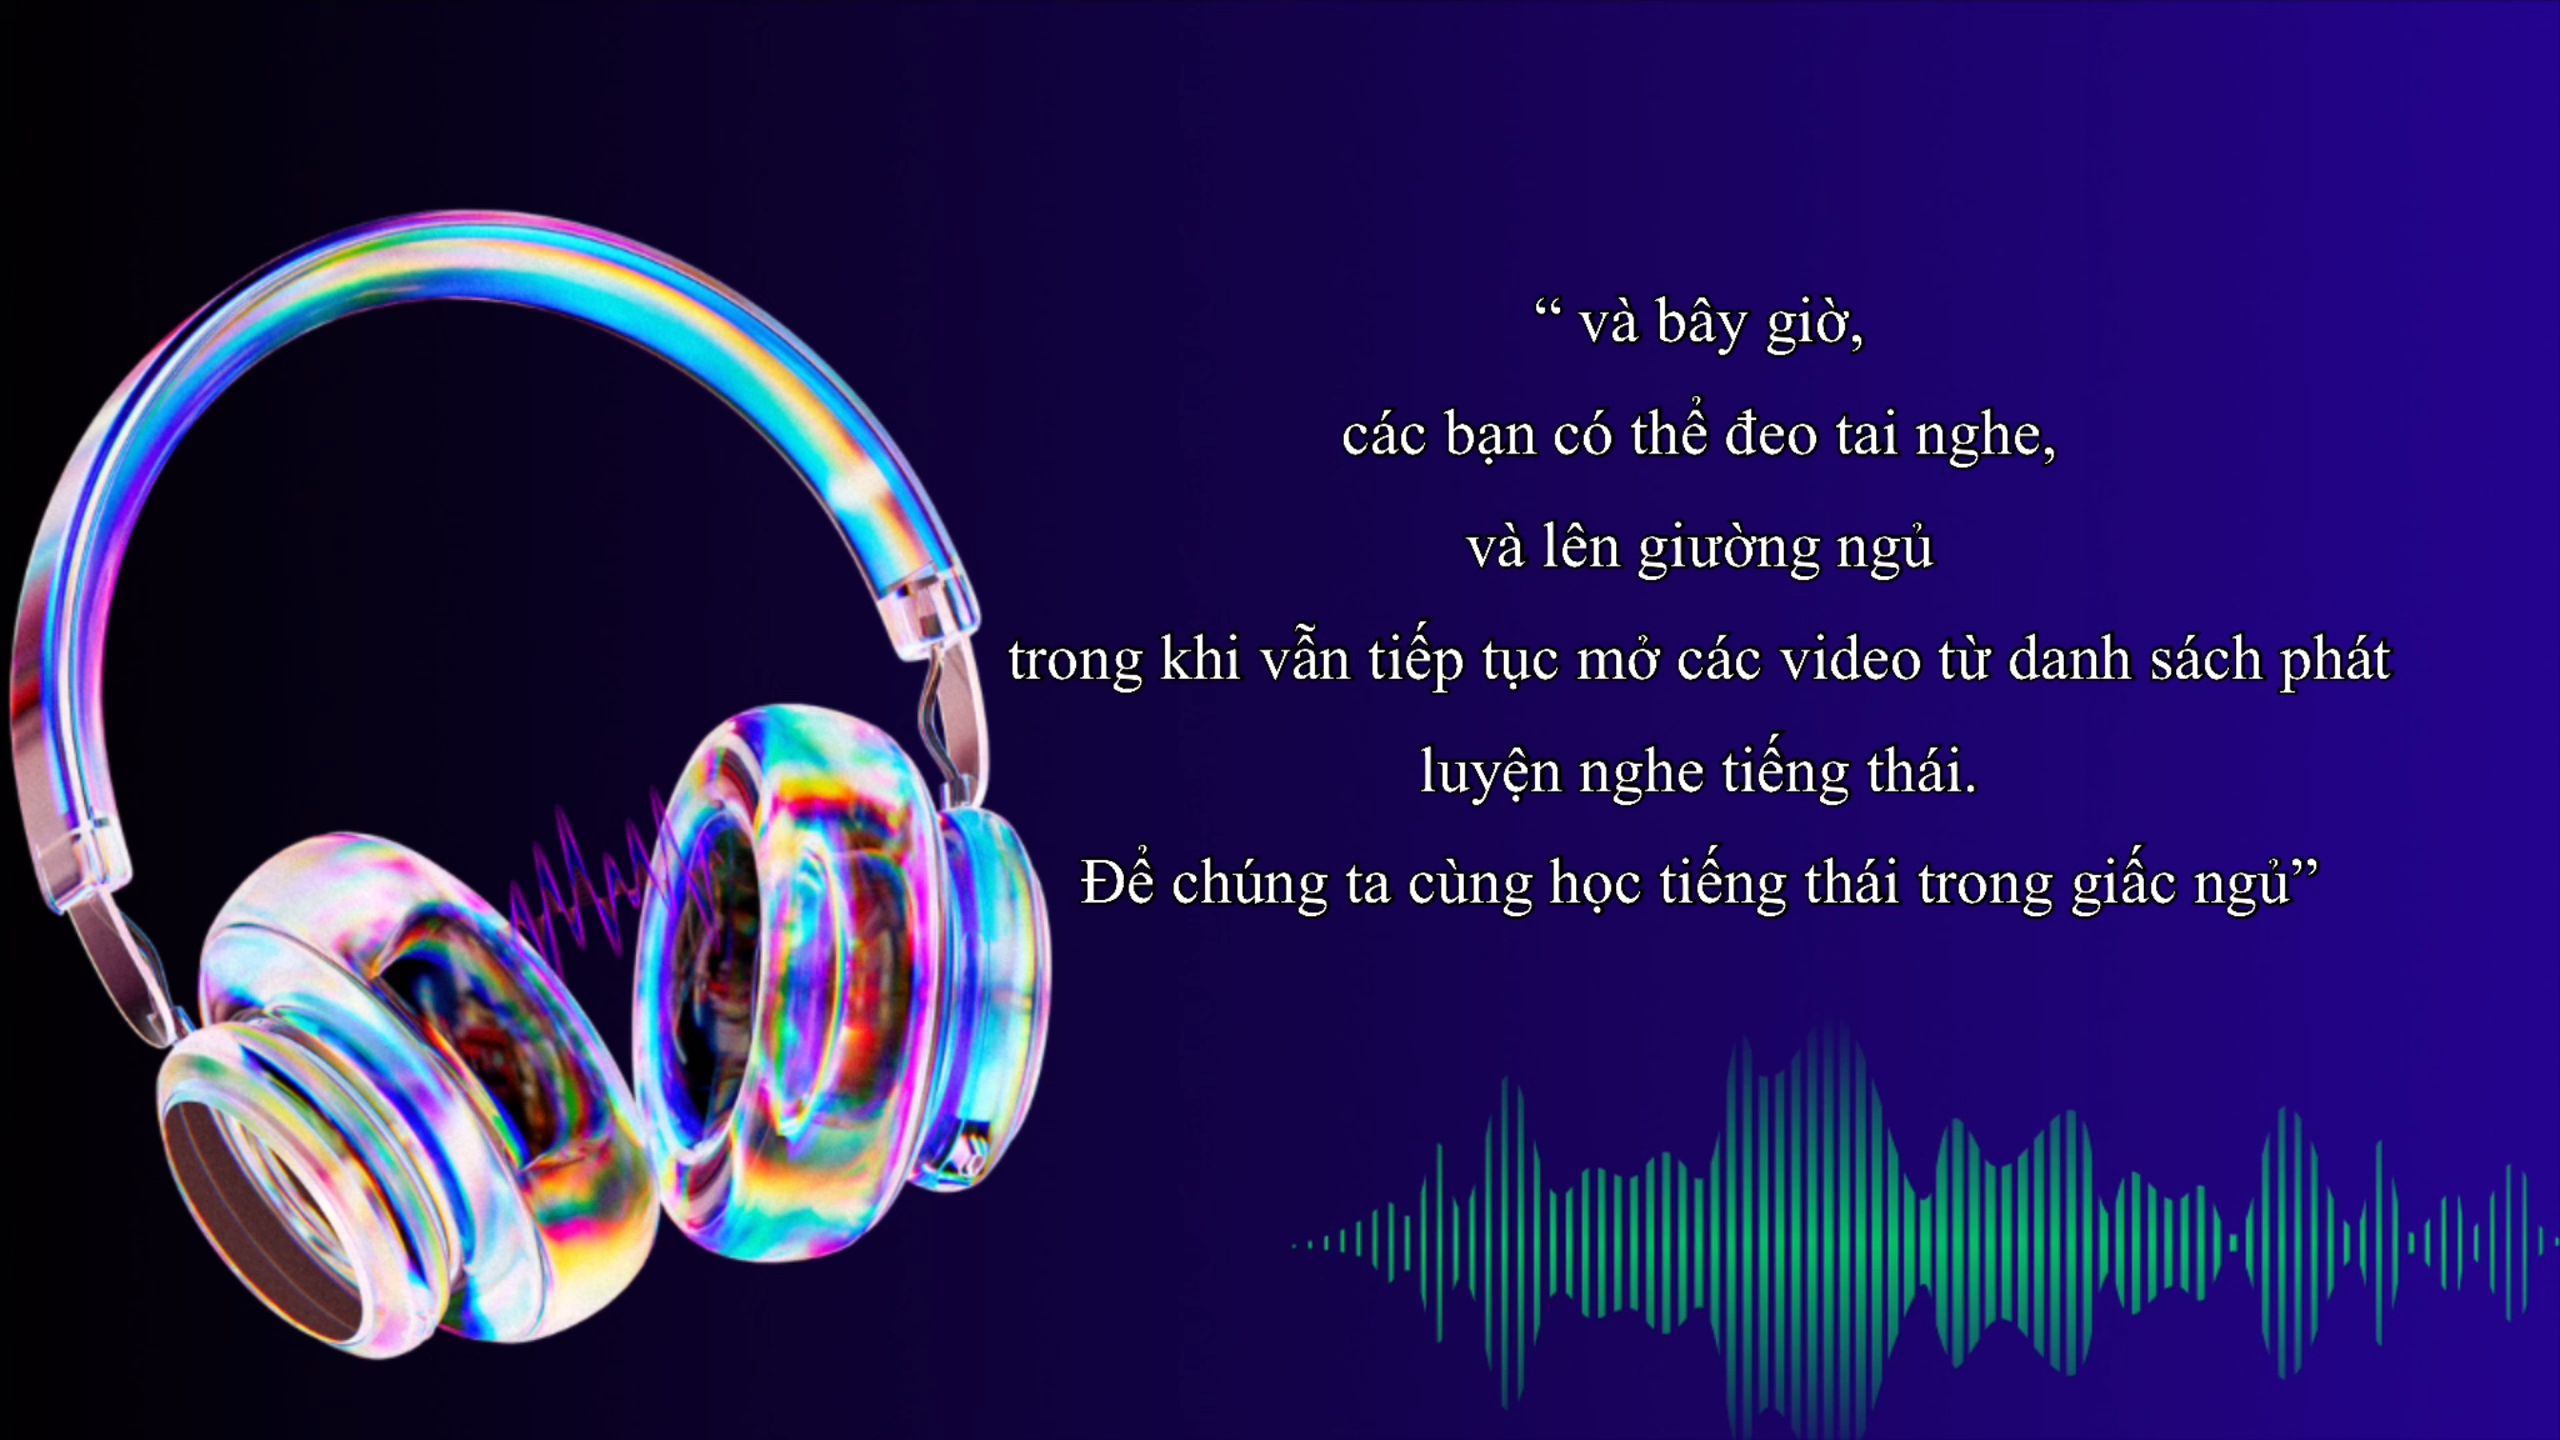 “ và bây giờ,
các bạn có thể đeo tai nghe,
và lên giường ngủ
trong khi vẫn tiếp tục mở các video từ danh sách phát
luyện nghe tiếng thái.
Để chúng ta cùng học tiếng thái trong giấc ngủ”